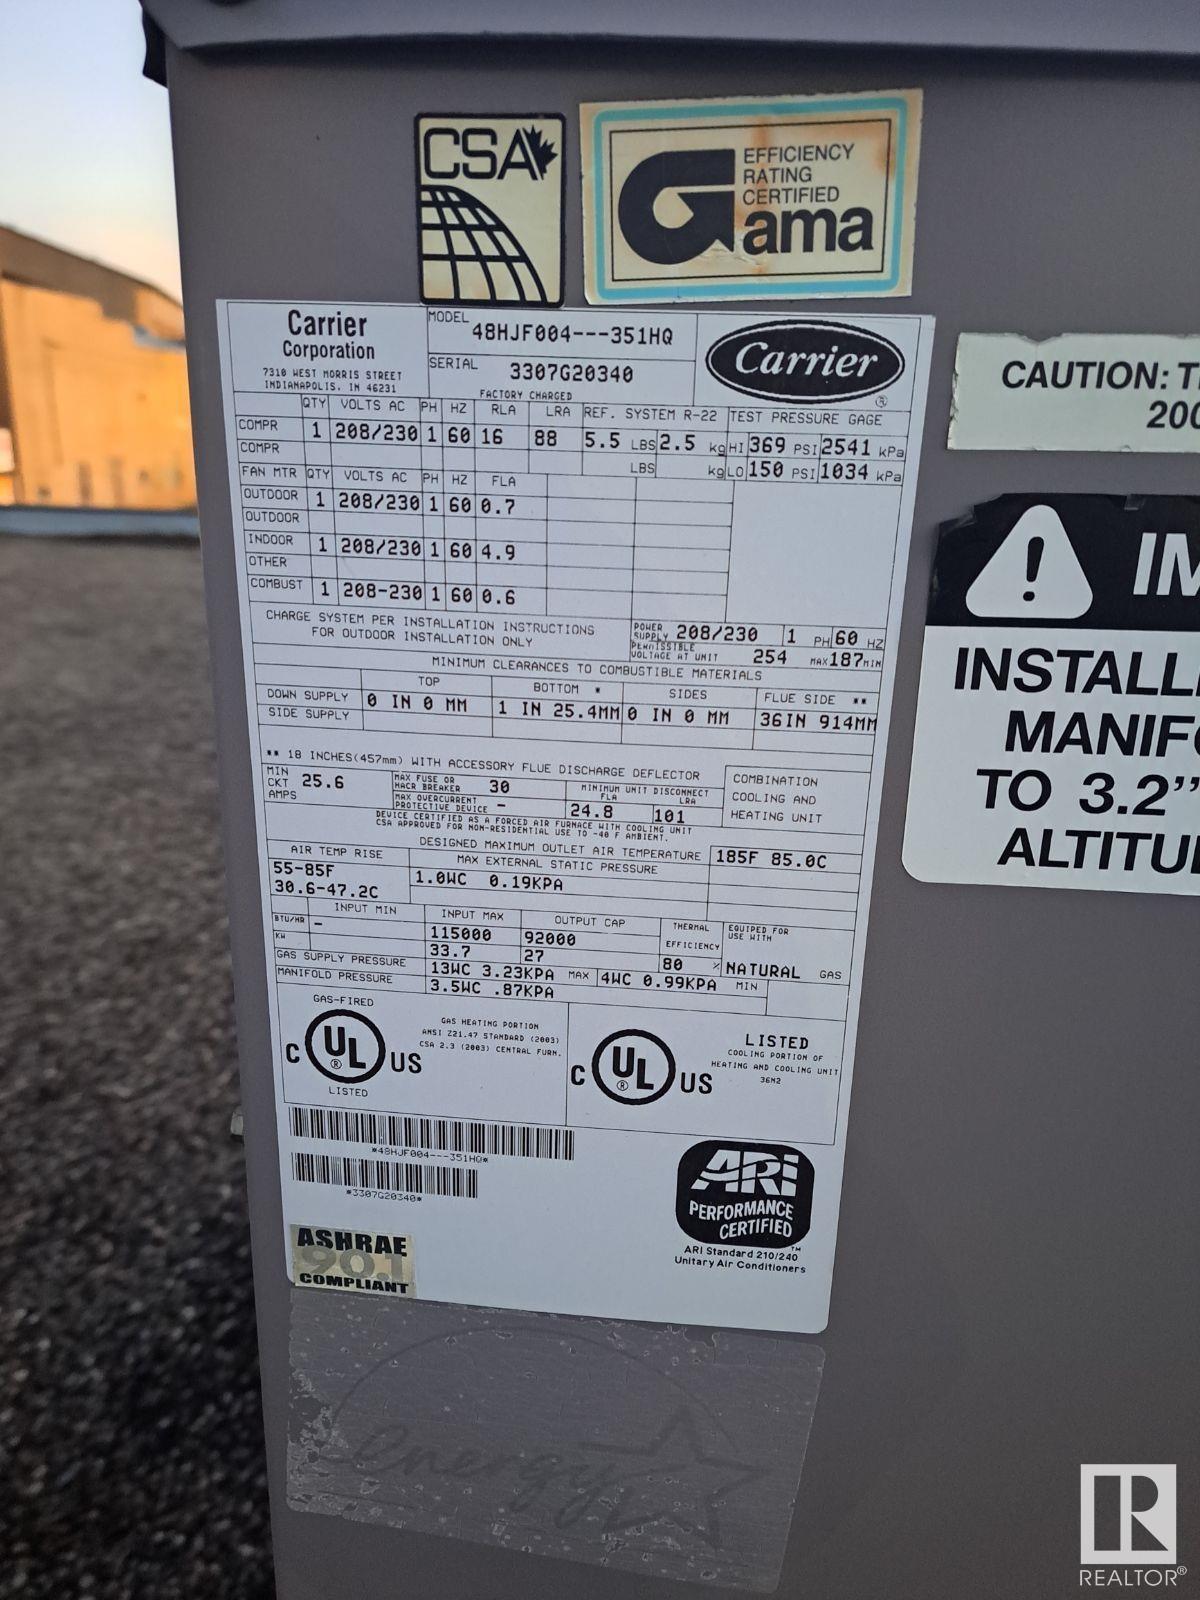 CSA
EFFICIENCY
RATING
CERTIFIED
Gama
Carrier
Corporation
7310 WEST MORRIS STREET
INDIANAPOLIS, IN 46231
MODEL 48HJF004---351HQ
SERIAL 3307G20340
Carrier ®
FACTORY CHARGED
QTY VOLTS AC PH HZ RLA LRA REF. SYSTEM R-22 TEST PRESSURE GAGE
COMPR 1 208/230 1 60 16 88 5.5 LBS 2.5 kg HI 369 PSI 2541 kPa
COMPR LBS kg LO 150 PSI 1034 kPa
FAN MTR QTY VOLTS AC PH HZ FLA
OUTDOOR 1 208/230 1 60 0.7
OUTDOOR
INDOOR 1 208/230 1 60 4.9
OTHER
COMBUST 1 208-230 1 60 0.6
CHARGE SYSTEM PER INSTALLATION INSTRUCTIONS
FOR OUTDOOR INSTALLATION ONLY
POWER SUPPLY 208/230 1 PH 60 HZ
PERMISSIBLE VOLTAGE AT UNIT 254 MAX 187 MIN
MINIMUM CLEARANCES TO COMBUSTIBLE MATERIALS
TOP BOTTOM * SIDES FLUE SIDE **
DOWN SUPPLY 0 IN 0 MM 1 IN 25.4MM 0 IN 0 MM 36IN 914MM
SIDE SUPPLY
** 18 INCHES(457mm) WITH ACCESSORY FLUE DISCHARGE DEFLECTOR
MIN CKT AMPS 25.6
MAX FUSE OR HACR BREAKER 30
MAX OVERCURRENT PROTECTIVE DEVICE -
MINIMUM UNIT DISCONNECT
FLA LRA
24.8 101
COMBINATION
COOLING AND
HEATING UNIT
DEVICE CERTIFIED AS A FORCED AIR FURNACE WITH COOLING UNIT
CSA APPROVED FOR NON-RESIDENTIAL USE TO -40 F AMBIENT.
DESIGNED MAXIMUM OUTLET AIR TEMPERATURE 185F 85.0C
AIR TEMP RISE MAX EXTERNAL STATIC PRESSURE
55-85F
30.6-47.2C
1.0WC 0.19KPA
INPUT MIN INPUT MAX OUTPUT CAP THERMAL EFFICIENCY EQUIPED FOR USE WITH
BTU/HR - 115000 92000
KW 33.7 27 80 % NATURAL GAS
GAS SUPPLY PRESSURE 13WC 3.23KPA MAX 4WC 0.99KPA MIN
MANIFOLD PRESSURE 3.5WC .87KPA
GAS-FIRED
C UL ® US
LISTED
GAS HEATING PORTION
ANSI Z21.47 STANDARD (2003)
CSA 2.3 (2003) CENTRAL FURN.
C UL ® US
LISTED
COOLING PORTION OF
HEATING AND COOLING UNIT
36N2
*48HJF004---351HQ*
*3307G20340*
ARI
PERFORMANCE
CERTIFIED
™
ARI Standard 210/240
Unitary Air Conditioners
ASHRAE
90.1
COMPLIANT
energy
CAUTION:
200
INSTALL
TO 3.2”
REALTOR®